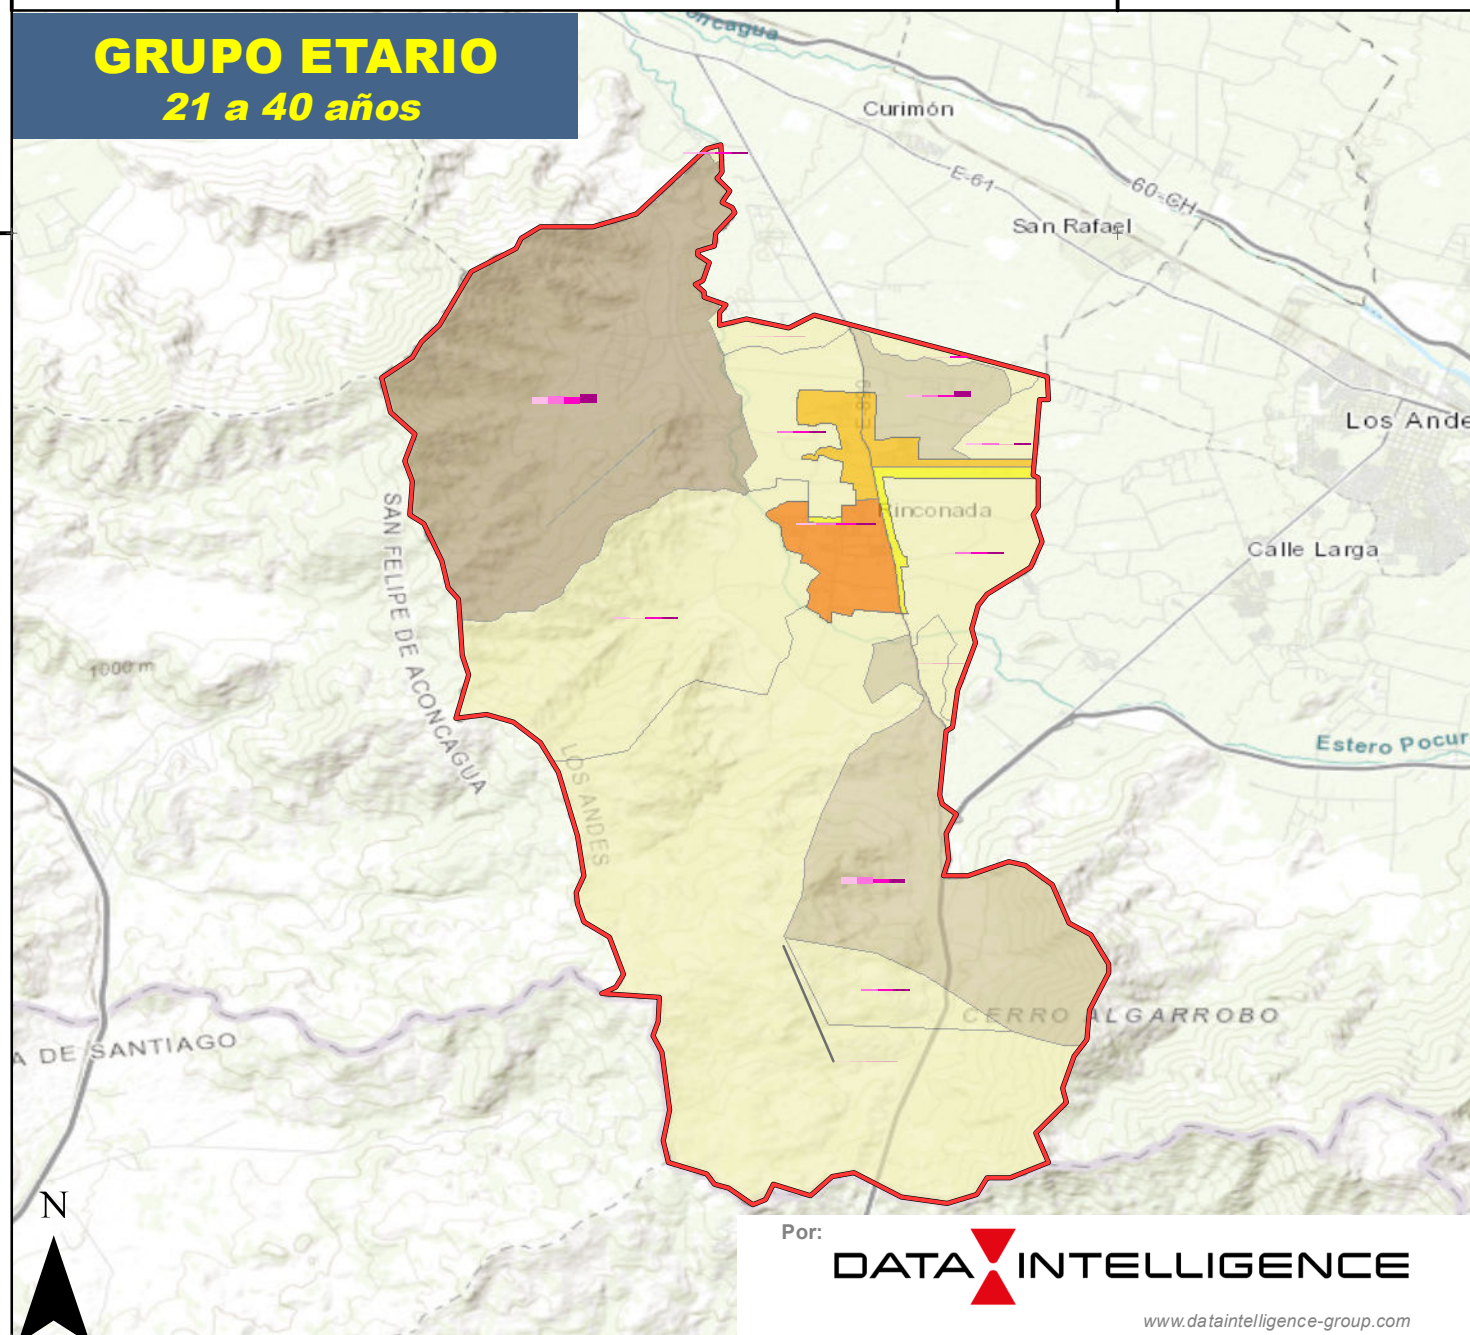 GRUPO ETARIO
21 a 40 años
Curimón
E-61
60-CH
San Rafael
Los Ande
Rinconada
Calle Larga
SAN FELIPE DE ACONCAGUA
1000 m
LOS ANDES
Estero Pocur
CERRO ALGARROBO
A DE SANTIAGO
N
Por:
DATA INTELLIGENCE
www.dataintelligence-group.com